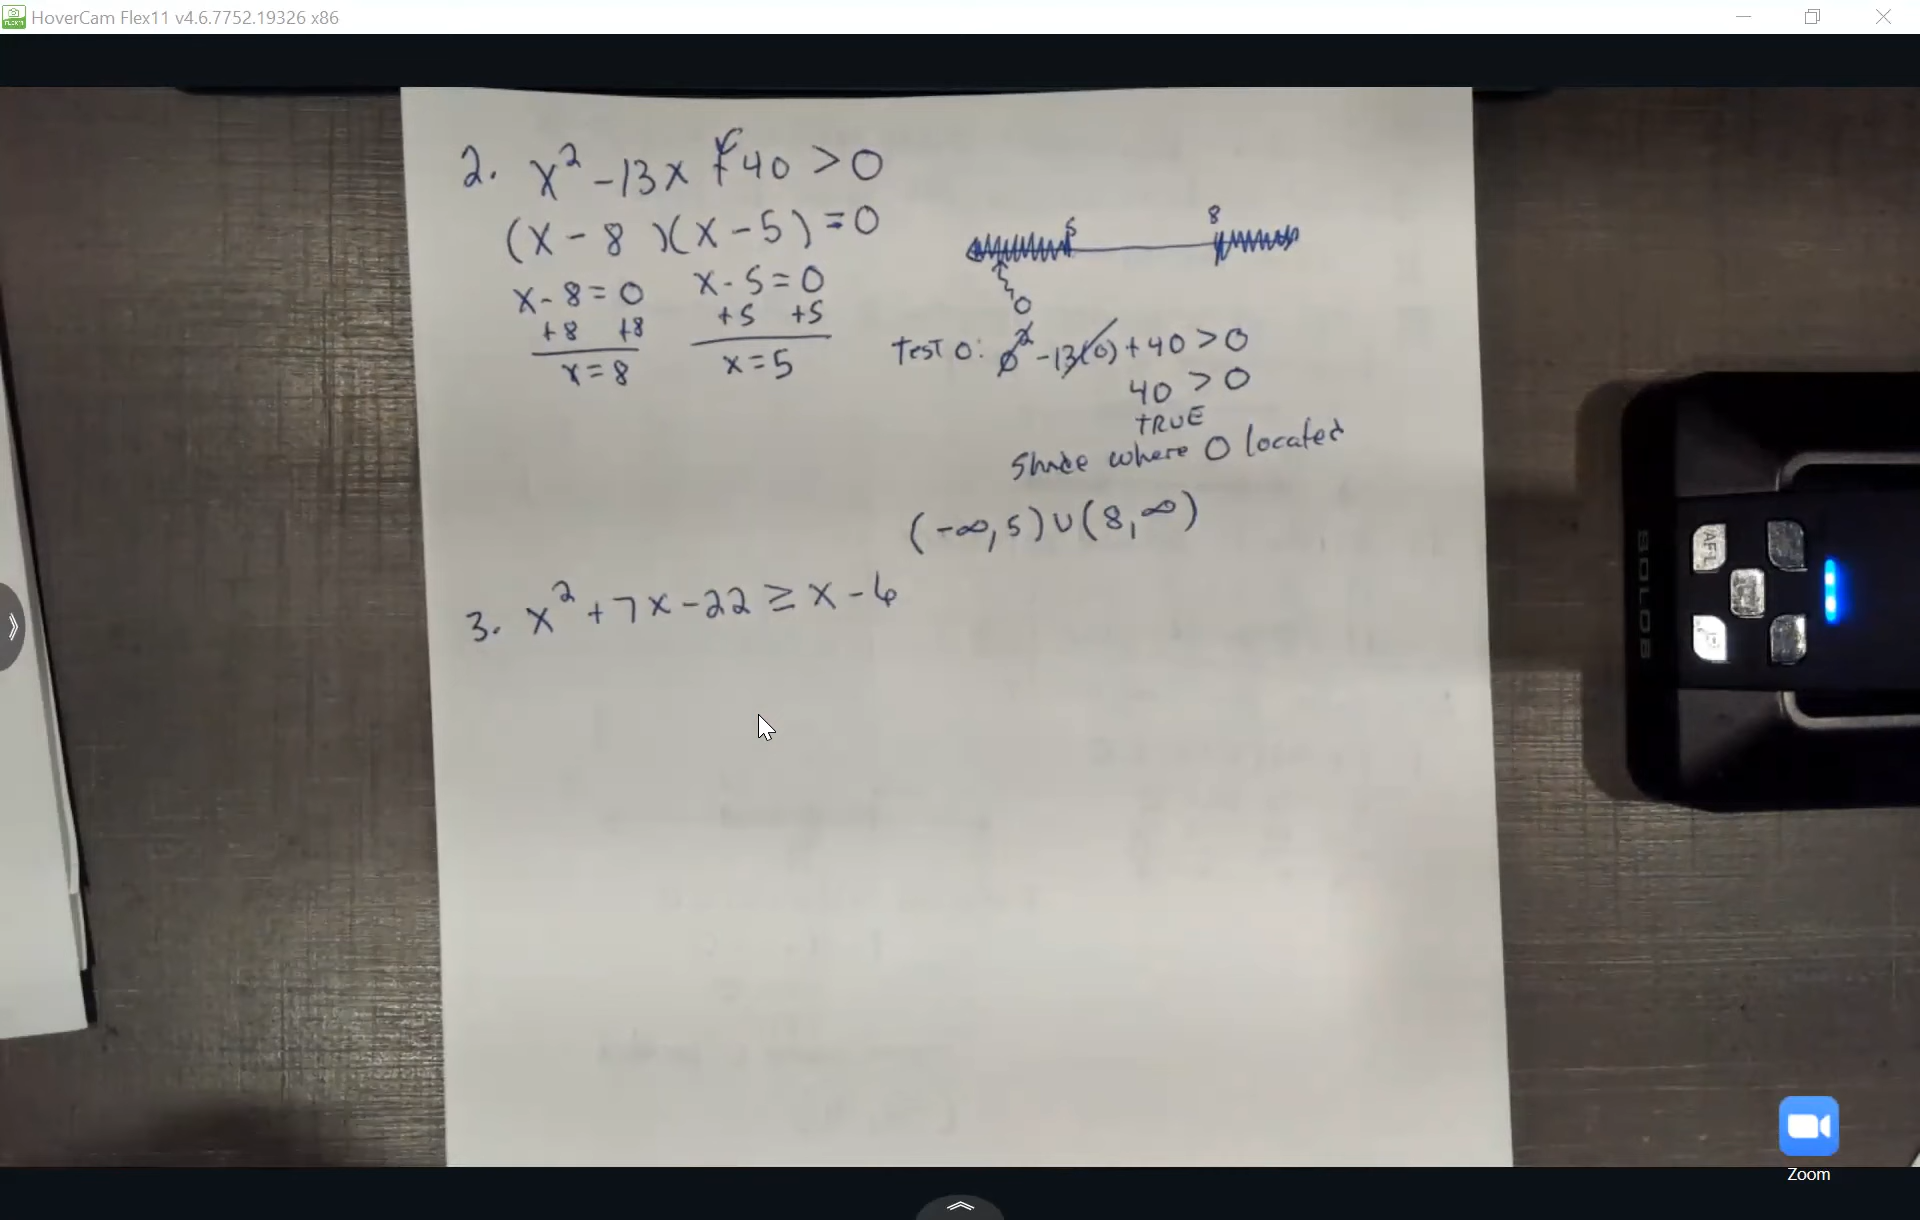 HoverCam Flex11 v4.6.7752.19326 x86
2. x² -13x + 40 > 0
(x - 8)(x - 5) = 0
x - 8 = 0
+8 +8
x = 8
x - 5 = 0
+5 +5
x = 5
5 8
0
Test 0: 0² -13(0) + 40 > 0
40 > 0
TRUE
Shade where 0 located
(-∞, 5) ∪ (8, ∞)
3. x² + 7x - 22 ≥ x - 6
SOLO8
Zoom